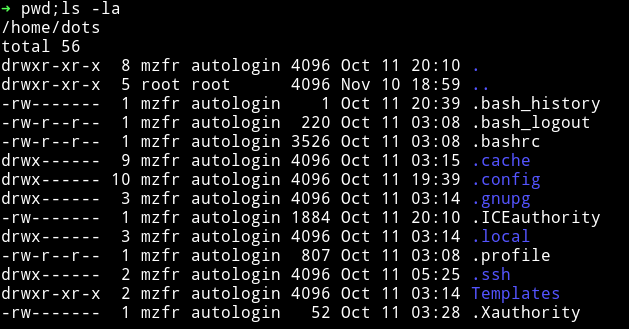 ➜ pwd;ls -la
/home/dots
total 56
drwxr-xr-x  8 mzfr autologin 4096 Oct 11 20:10 .
drwxr-xr-x  5 root root      4096 Nov 10 18:59 ..
-rw-------  1 mzfr autologin    1 Oct 11 20:39 .bash_history
-rw-r--r--  1 mzfr autologin  220 Oct 11 03:08 .bash_logout
-rw-r--r--  1 mzfr autologin 3526 Oct 11 03:08 .bashrc
drwx------  9 mzfr autologin 4096 Oct 11 03:15 .cache
drwx------ 10 mzfr autologin 4096 Oct 11 19:39 .config
drwx------  3 mzfr autologin 4096 Oct 11 03:14 .gnupg
-rw-------  1 mzfr autologin 1884 Oct 11 20:10 .ICEauthority
drwx------  3 mzfr autologin 4096 Oct 11 03:14 .local
-rw-r--r--  1 mzfr autologin  807 Oct 11 03:08 .profile
drwx------  2 mzfr autologin 4096 Oct 11 05:25 .ssh
drwxr-xr-x  2 mzfr autologin 4096 Oct 11 03:14 Templates
-rw-------  1 mzfr autologin   52 Oct 11 03:28 .Xauthority